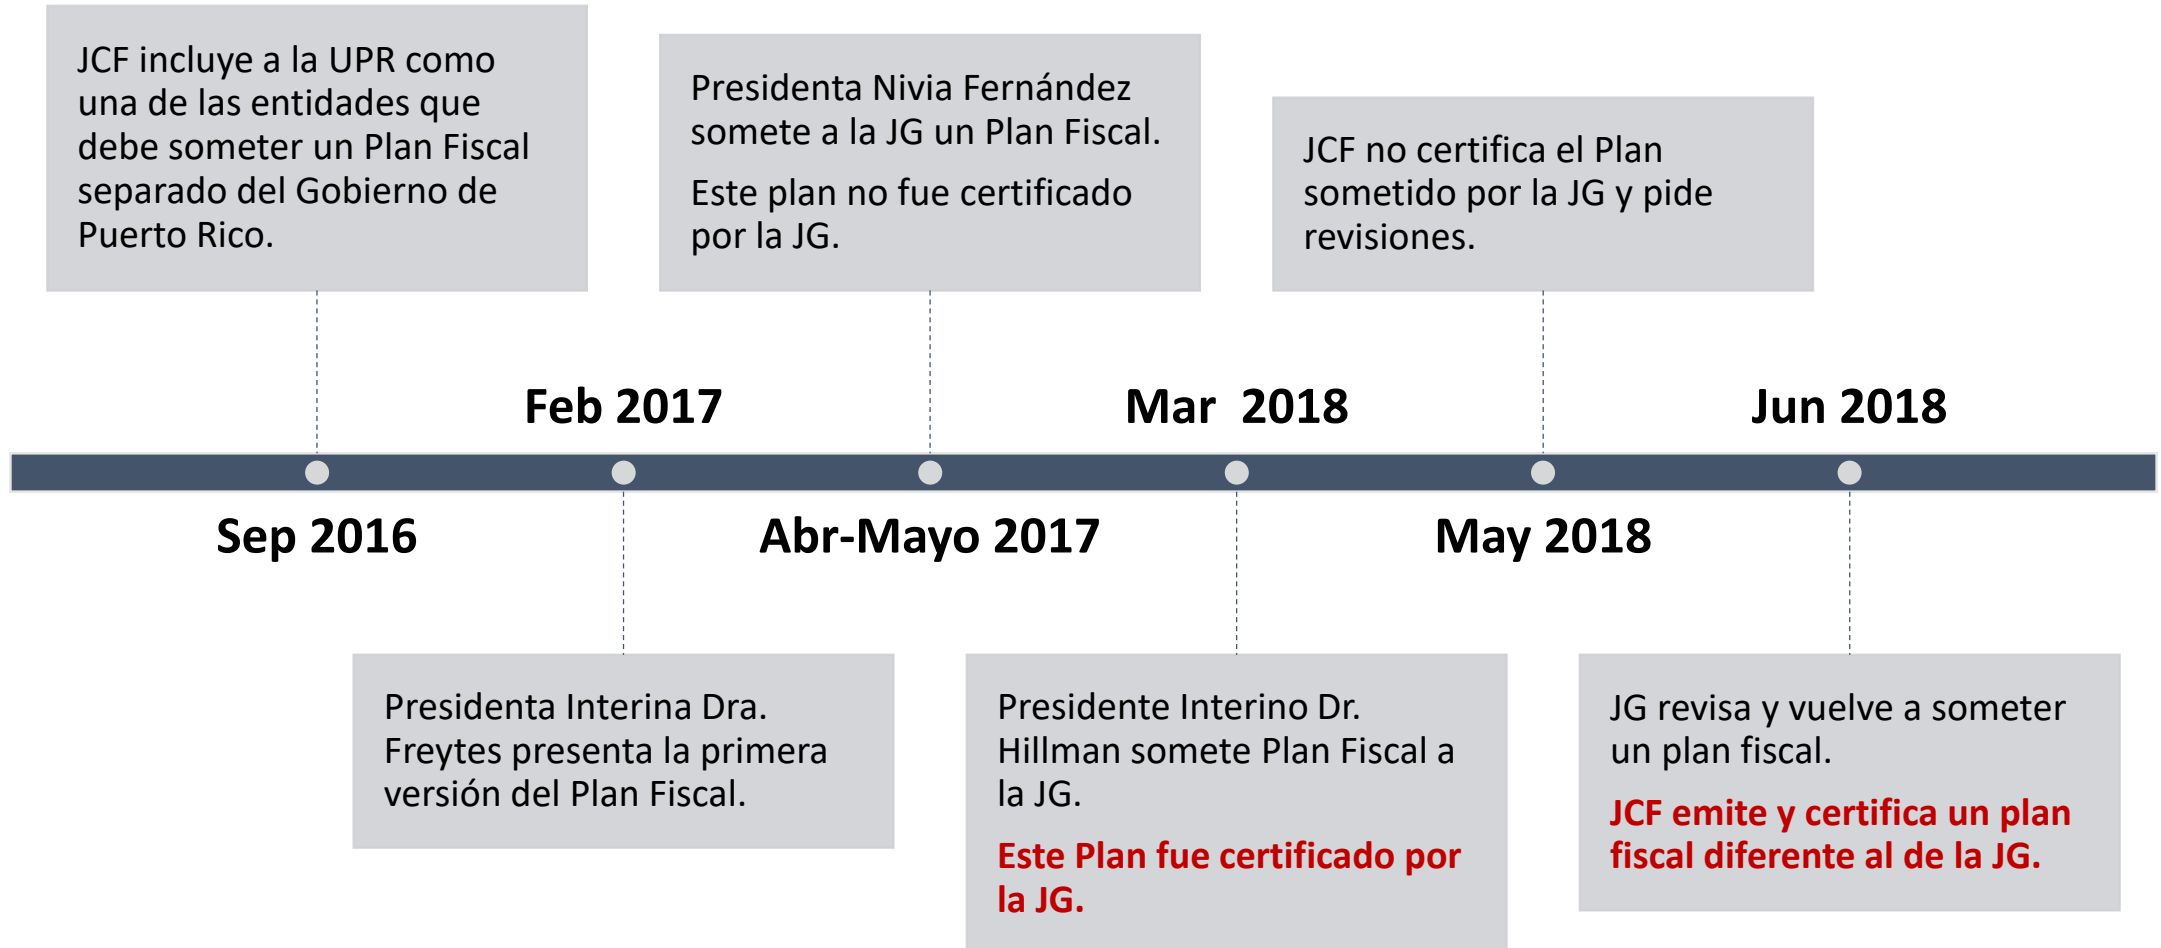 JCF incluye a la UPR como
una de las entidades que
debe someter un Plan Fiscal
separado del Gobierno de
Puerto Rico.
Sep 2016
Feb 2017
Presidenta Interina Dra.
Freytes presenta la primera
versión del Plan Fiscal.
Presidenta Nivia Fernández
somete a la JG un Plan Fiscal.
Este plan no fue certificado
por la JG.
Abr-Mayo 2017
Mar  2018
Presidente Interino Dr.
Hillman somete Plan Fiscal a
la JG.
Este Plan fue certificado por
la JG.
JCF no certifica el Plan
sometido por la JG y pide
revisiones.
May 2018
Jun 2018
JG revisa y vuelve a someter
un plan fiscal.
JCF emite y certifica un plan
fiscal diferente al de la JG.